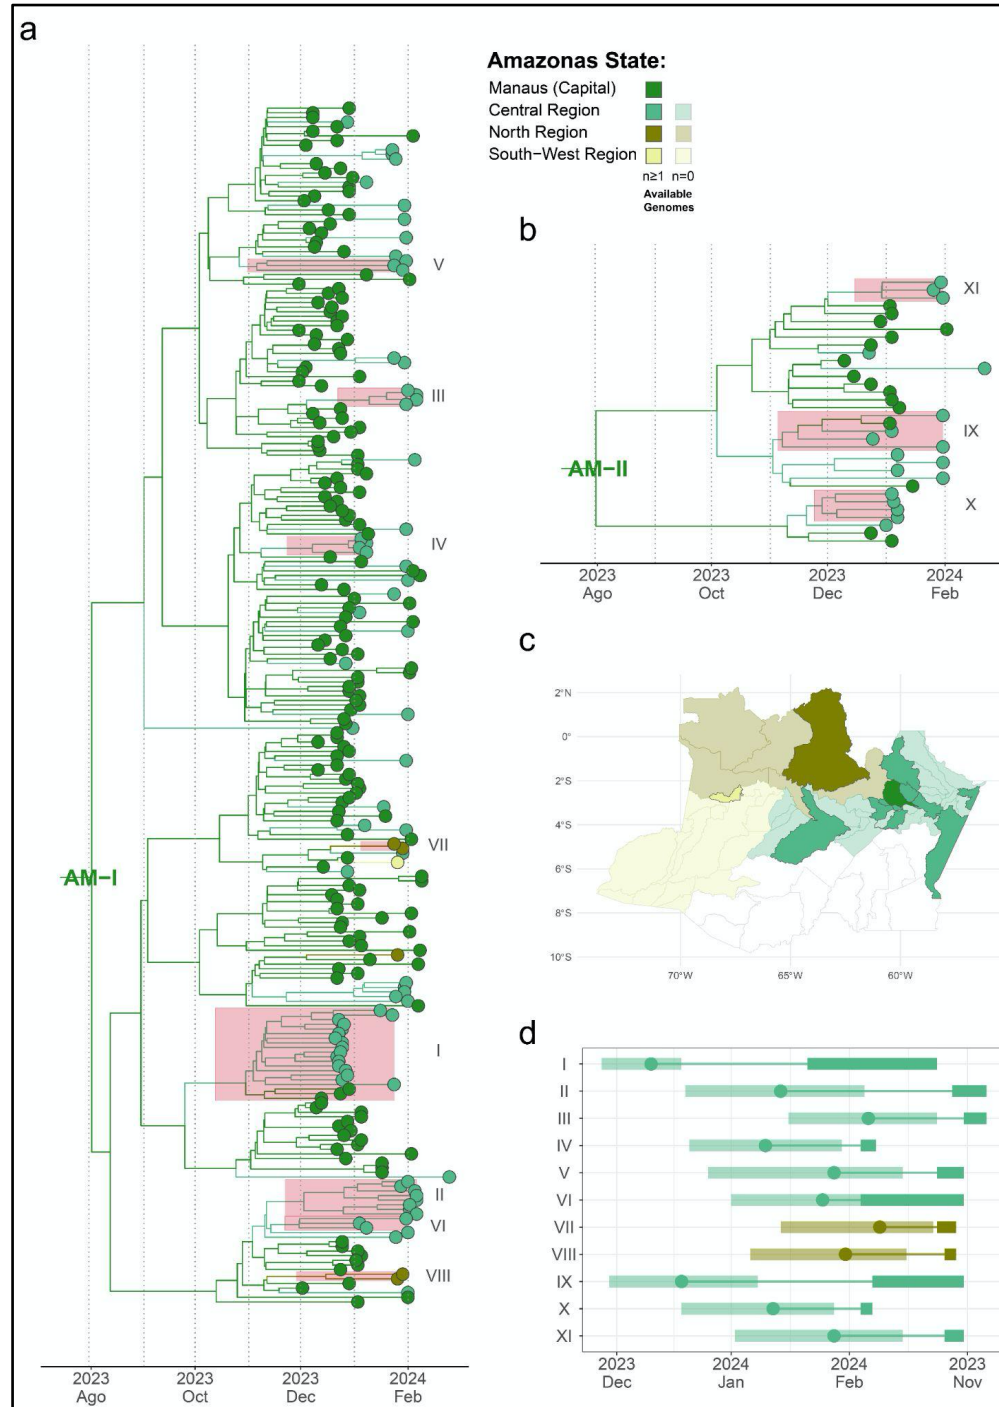 a
Amazonas State:
Manaus (Capital)
Central Region
North Region
South-West Region
n≥1 n=0
Available
Genomes
V
III
IV
AM-I
VII
I
II
VI
VIII
2023 2023 2023 2024
Ago Oct Dec Feb
b
XI
IX
AM-II
X
2023 2023 2023 2024
Ago Oct Dec Feb
c
2°N
0°
2°S
4°S
6°S
8°S
10°S
70°W 65°W 60°W
d
I
II
III
IV
V
VI
VII
VIII
IX
X
XI
2023 2024 2024 2023
Dec Jan Feb Nov